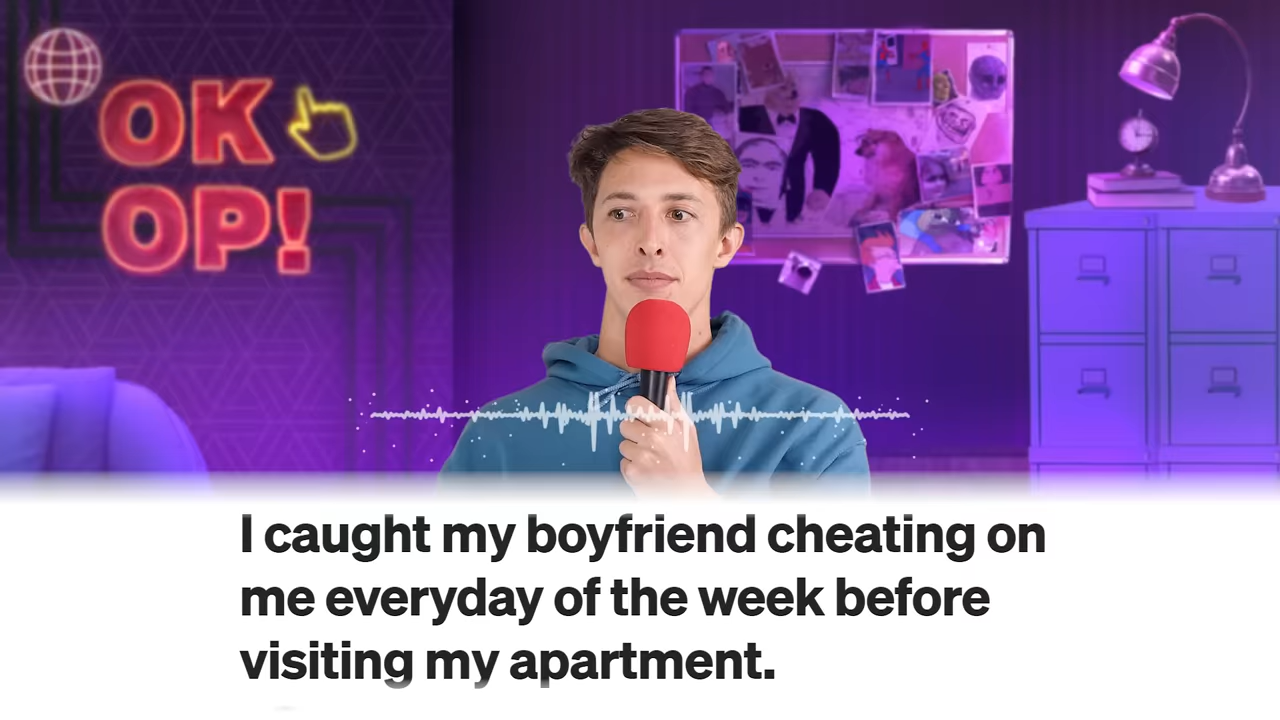 OK
OP!
I caught my boyfriend cheating on
me everyday of the week before
visiting my apartment.